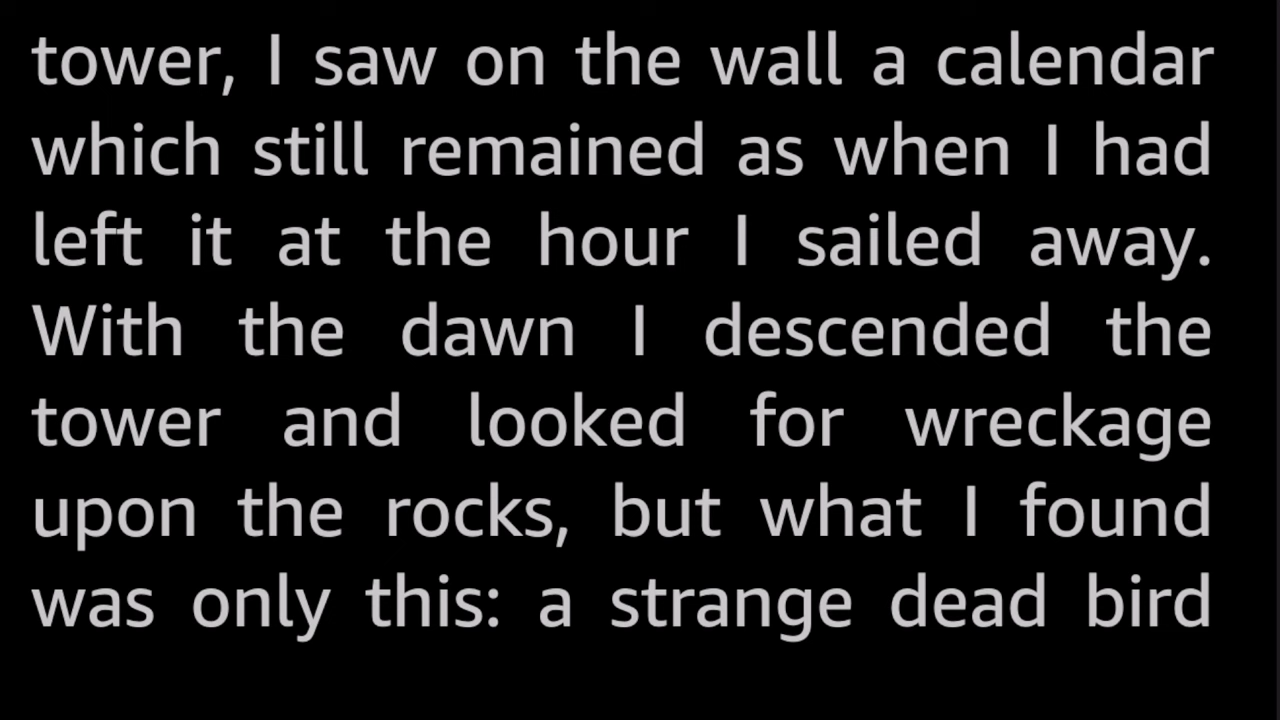 tower, I saw on the wall a calendar
which still remained as when I had
left it at the hour I sailed away.
With the dawn I descended the
tower and looked for wreckage
upon the rocks, but what I found
was only this: a strange dead bird